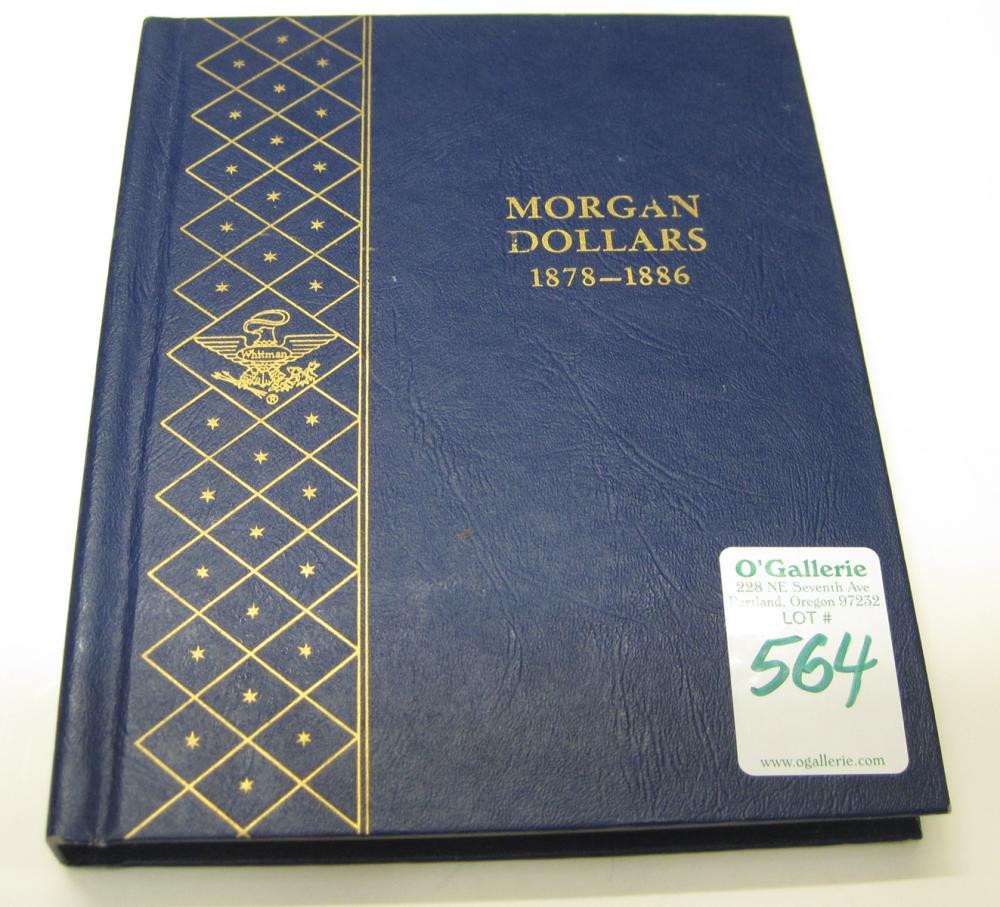 MORGAN
DOLLARS
1878–1886
Whitman
®
O'Gallerie
228 NE Seventh Ave
Portland, Oregon 97232
LOT #
564
www.ogallerie.com